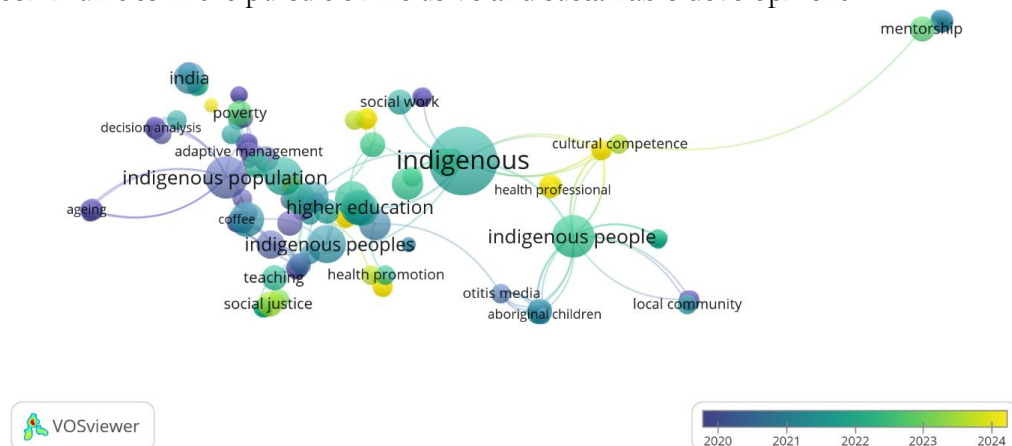 mentorship
india
social work
poverty
decision analysis
cultural competence
adaptive management
indigenous
indigenous population
health professional
ageing
higher education
coffee
indigenous people
indigenous peoples
teaching
health promotion
otitis media
social justice
local community
aboriginal children
VOSviewer
2020 2021 2022 2023 2024